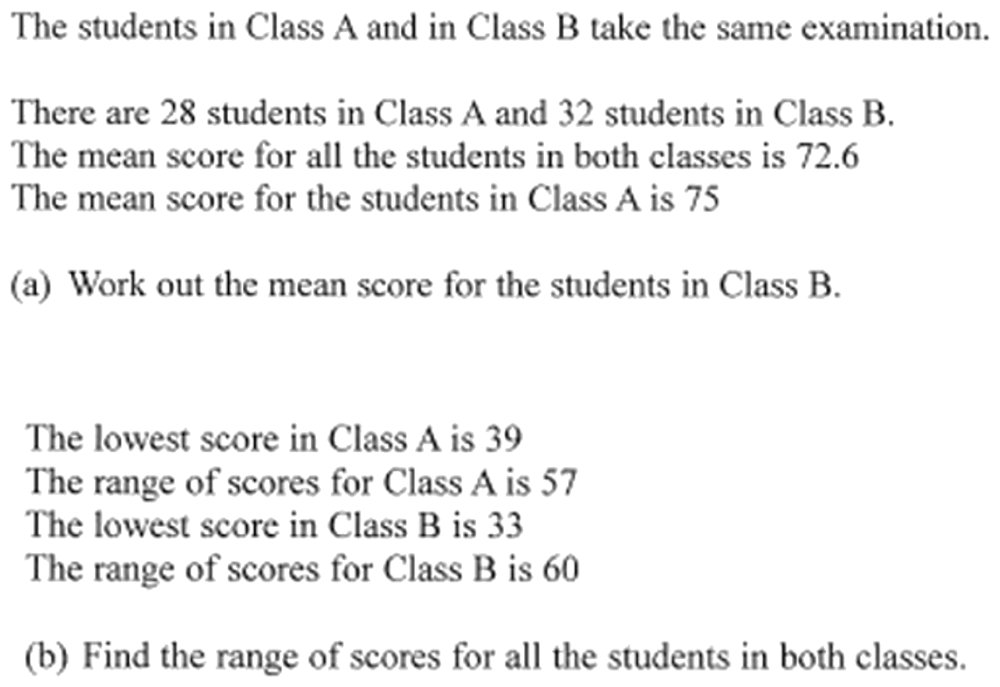 The students in Class A and in Class B take the same examination.
There are 28 students in Class A and 32 students in Class B.
The mean score for all the students in both classes is 72.6
The mean score for the students in Class A is 75
(a) Work out the mean score for the students in Class B.
The lowest score in Class A is 39
The range of scores for Class A is 57
The lowest score in Class B is 33
The range of scores for Class B is 60
(b) Find the range of scores for all the students in both classes.